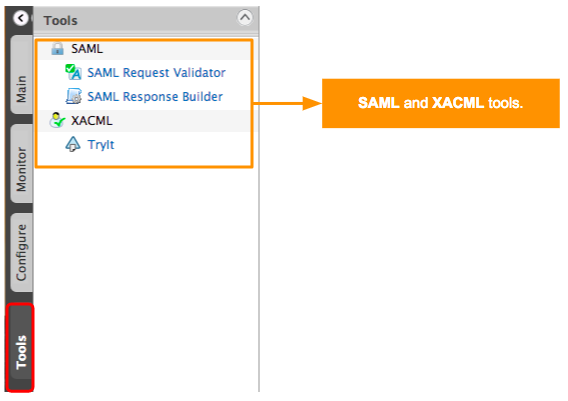 Tools
SAML
SAML Request Validator
SAML Response Builder
XACML
TryIt
Main
Monitor
Configure
Tools
SAML and XACML tools.